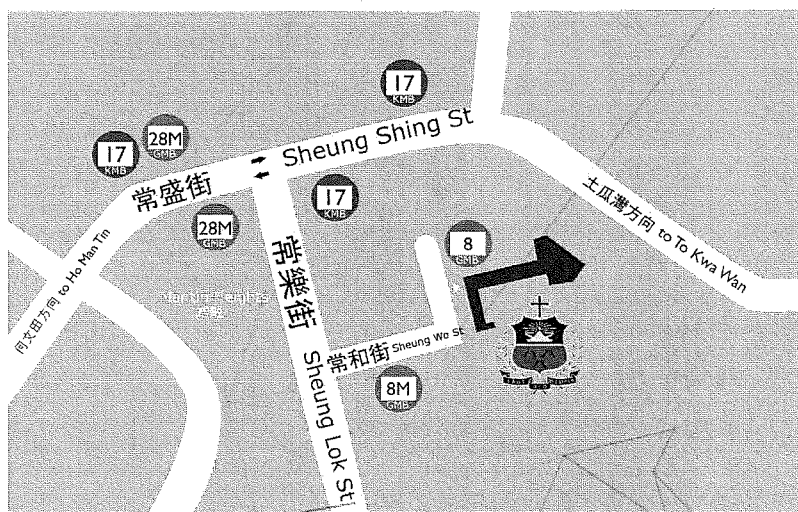 17
KMB
Sheung Shing St
28M
GMB
17
KMB
常盛街
17
KMB
28M
GMB
土瓜灣方向 to To Kwa Wan
8
GMB
何文田方向 to Ho Man Tin
常樂街
Sheung Lok St
常和街 Sheung Wo St
8M
GMB